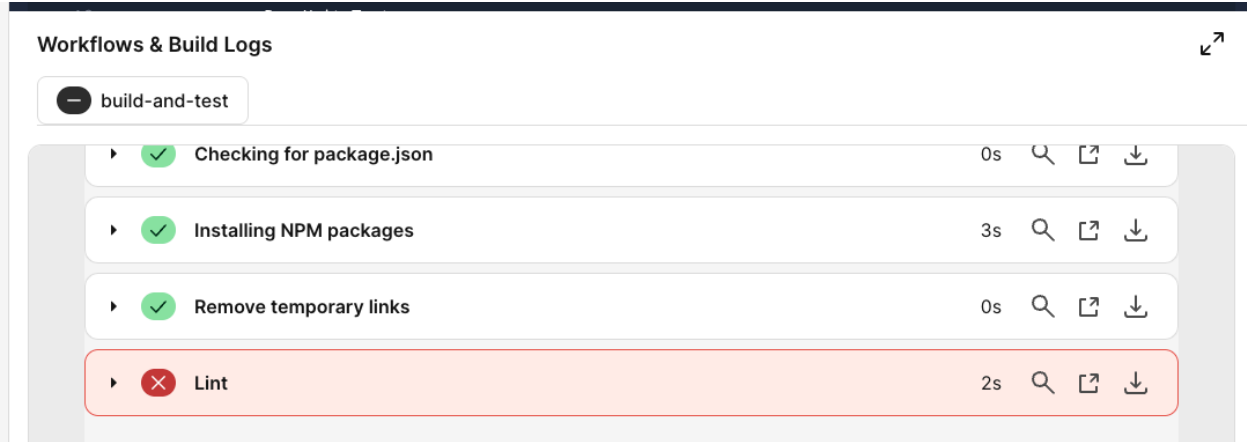 Workflows & Build Logs
build-and-test
Checking for package.json 0s
Installing NPM packages 3s
Remove temporary links 0s
Lint 2s